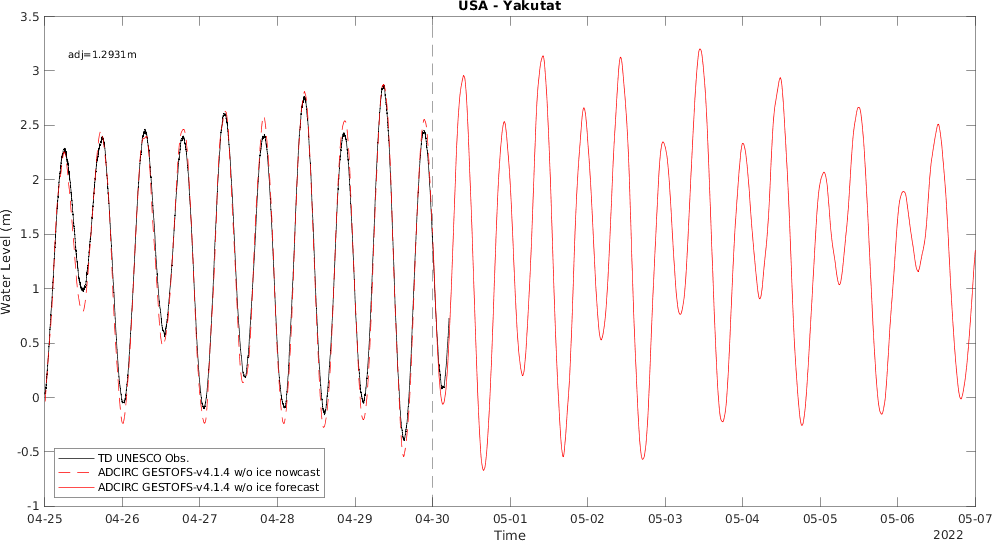 USA - Yakutat
3.5
adj=1.2931m
3
2.5
2
1.5
1
0.5
0
-0.5
-1
Water Level (m)
TD UNESCO Obs.
ADCIRC GESTOFS-v4.1.4 w/o ice nowcast
ADCIRC GESTOFS-v4.1.4 w/o ice forecast
04-25 04-26 04-27 04-28 04-29 04-30 05-01 05-02 05-03 05-04 05-05 05-06 05-07
Time
2022